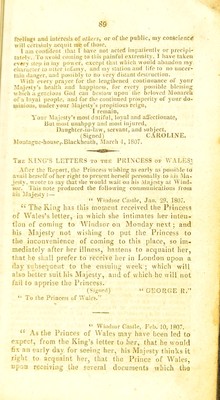 89
feelings and interests of others, or of the public, my conscience
will certainly acquit me of those.
I am confident that I have not acted impatiently or precipi-
tately. To avoid coming to this painful extremity, I have taken
every step in my power, except that which would abandon my
character to utter infamy, and my station and life to no uncer-
tain danger, and possibly to no very distant destruction.
With every prayer for the lengthened continuance of your
Majesty's health and happiness, for every possible blessing
which a gracious God can bestow upon the beloved Monarch
of a loyal people, and for the continued prosperity of your do-
minions, under your Majesty's propitious reign,
I remain,
Your Majesty's most dutiful, loyal and affectionate,
But most unhappy and most injured,
Daughter-in-law, servant, and subject,
(Signed) CAROLINE.
Montague-house, Blackheath, March 4, 1807.
The KING'S LETTERS to the PRINCESS of WALES.
After the Report, the Princess wishing as early as possible to
avail herself of her right to present herself personally to his Ma-
jesty, wrote to say that she would wait on his Majesty at Wind-
sor. This note produced the following communications from
his Majesty :—
" Windsor Castle, Jan. 29, 1807.
" The King has this moment received the Princess
of Wales's letter, in which she intimates her inten-
tion of coming to Windsor on Monday next; and
his Majesty not wishing to put the Princess to
the inconvenience of coming to this place, so im-
mediately after her illness, hastens to acquaint her,
that he shall prefer to receive her in London upon a
day subsequent to the ensuing week; which will
also better suit his Majesty, and of which he will not
fail to apprise the Princess.
(Signed) " GEORGE R."
" To the Princess of Wales."
" Windsor Castle, Feb. 10, 1807.
" As the Princes of Wales may have been led to
expect, from the King's letter to her, that he would
fix an early day for seeing her, his Majesty thinks it
right to acquaint her, that the Prince of Wales,
upon receiving the several documents which the